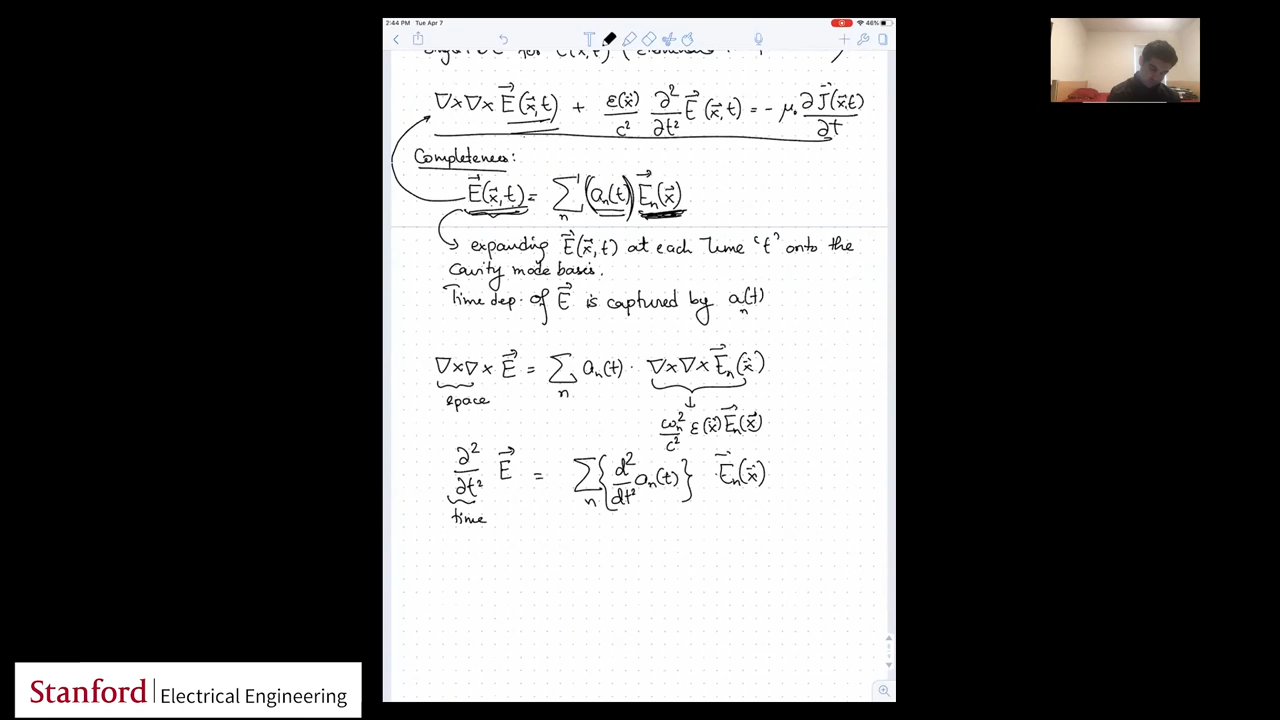 2:44 PM Tue Apr 7
46%
∇×∇× E⃗(x⃗,t) + ε(x⃗)/c² ∂²/∂t² E⃗(x⃗,t) = - μ₀ ∂J⃗(x⃗,t)/∂t
Completeness:
E⃗(x⃗,t) = Σₙ (aₙ(t)) E⃗ₙ(x⃗)
↳ expanding E⃗(x⃗,t) at each time 't' onto the
cavity mode basis.
Time dep. of E⃗ is captured by aₙ(t)
∇×∇× E⃗ = Σₙ aₙ(t) · ∇×∇× E⃗ₙ(x⃗)
space
ωₙ²/c² ε(x⃗) E⃗ₙ(x⃗)
∂²/∂t² E⃗ = Σₙ {d²/dt² aₙ(t)} E⃗ₙ(x⃗)
time
Stanford | Electrical Engineering